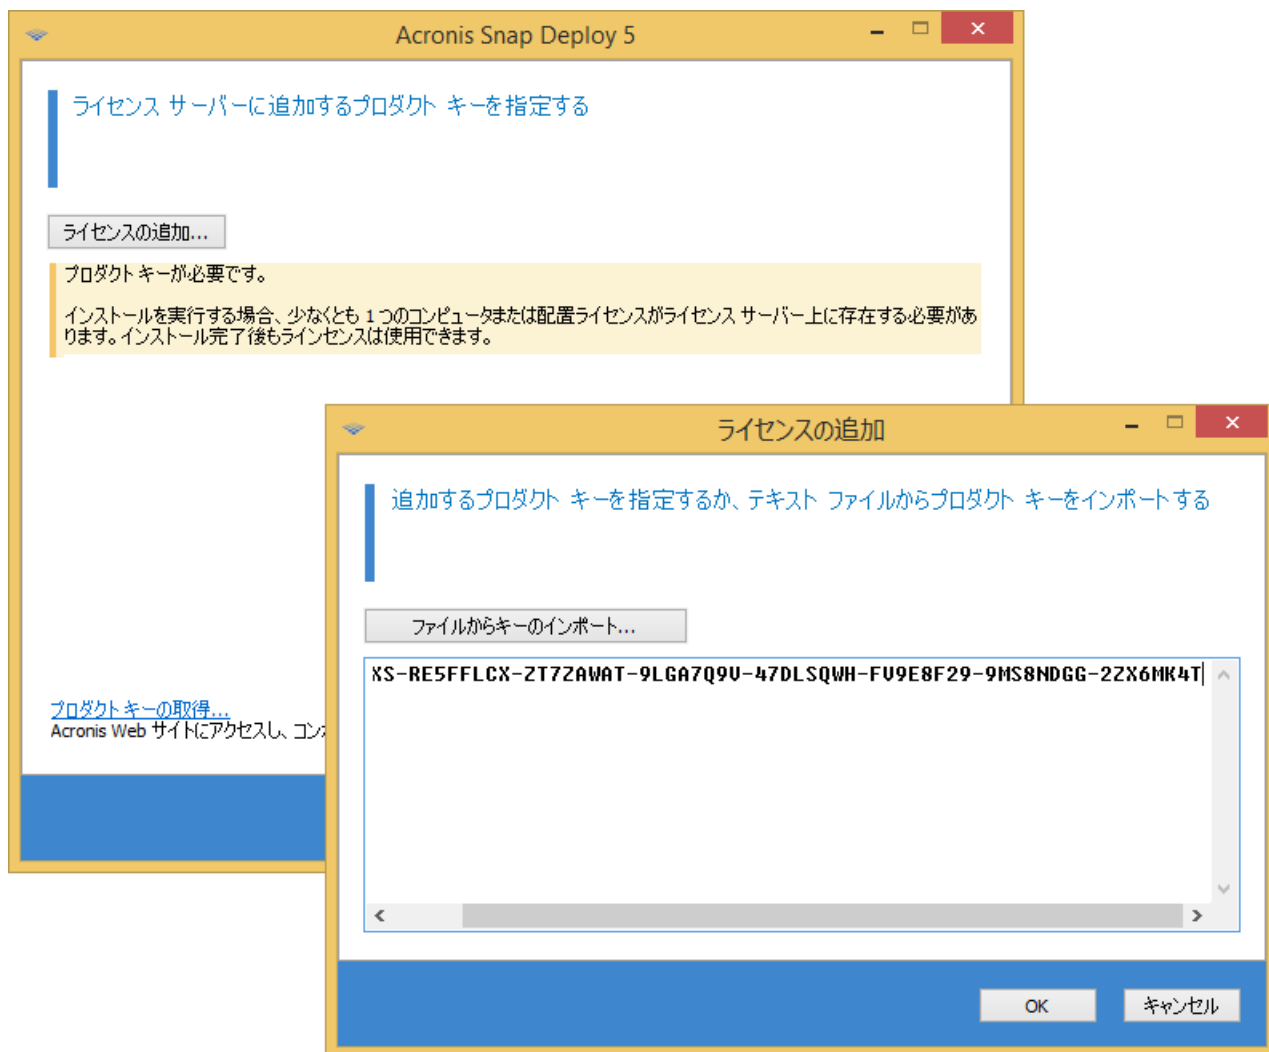 Acronis Snap Deploy 5
ライセンス サーバーに追加するプロダクト キーを指定する
ライセンスの追加...
プロダクト キーが必要です。
インストールを実行する場合、少なくとも 1 つのコンピュータまたは配置ライセンスがライセンス サーバー上に存在する必要があ
ります。インストール完了後もラインセンスは使用できます。
プロダクト キーの取得...
Acronis Web サイトにアクセスし、コン
ライセンスの追加
追加するプロダクト キーを指定するか、テキスト ファイルからプロダクト キーをインポートする
ファイルからキーのインポート...
XS-RE5FFLCX-ZT7ZAWAT-9LGA7Q9V-47DLSQWH-FV9E8F29-9MS8NDGG-2ZX6MK4T
OK
キャンセル